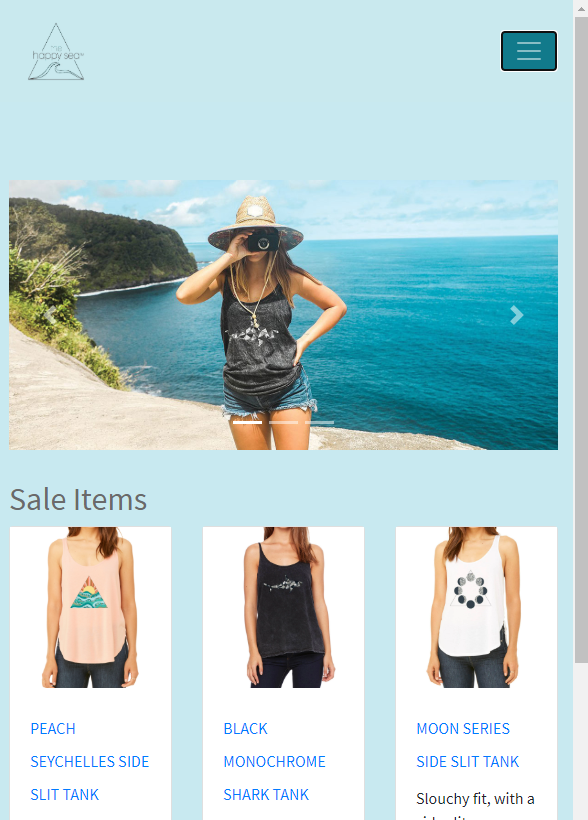 THE
happy sea
Sale Items
PEACH
SEYCHELLES SIDE
SLIT TANK
BLACK
MONOCHROME
SHARK TANK
MOON SERIES
SIDE SLIT TANK
Slouchy fit, with a